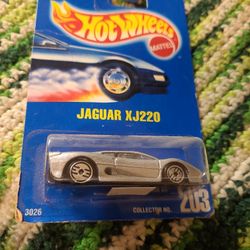 Hot Wheels
MATTEL
JAGUAR XJ220
3026
COLLECTOR NO.
203